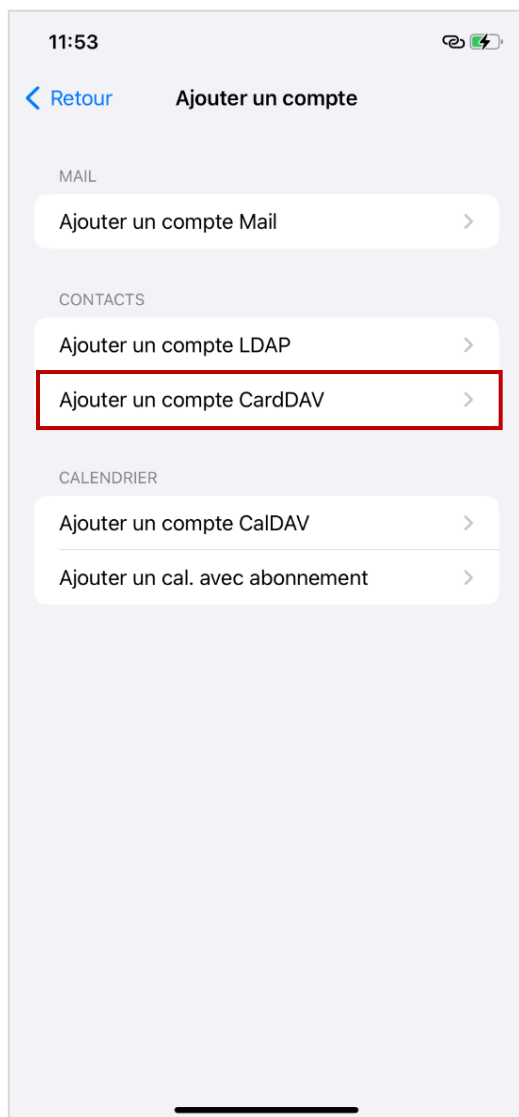 11:53
Retour
Ajouter un compte
MAIL
Ajouter un compte Mail
CONTACTS
Ajouter un compte LDAP
Ajouter un compte CardDAV
CALENDRIER
Ajouter un compte CalDAV
Ajouter un cal. avec abonnement